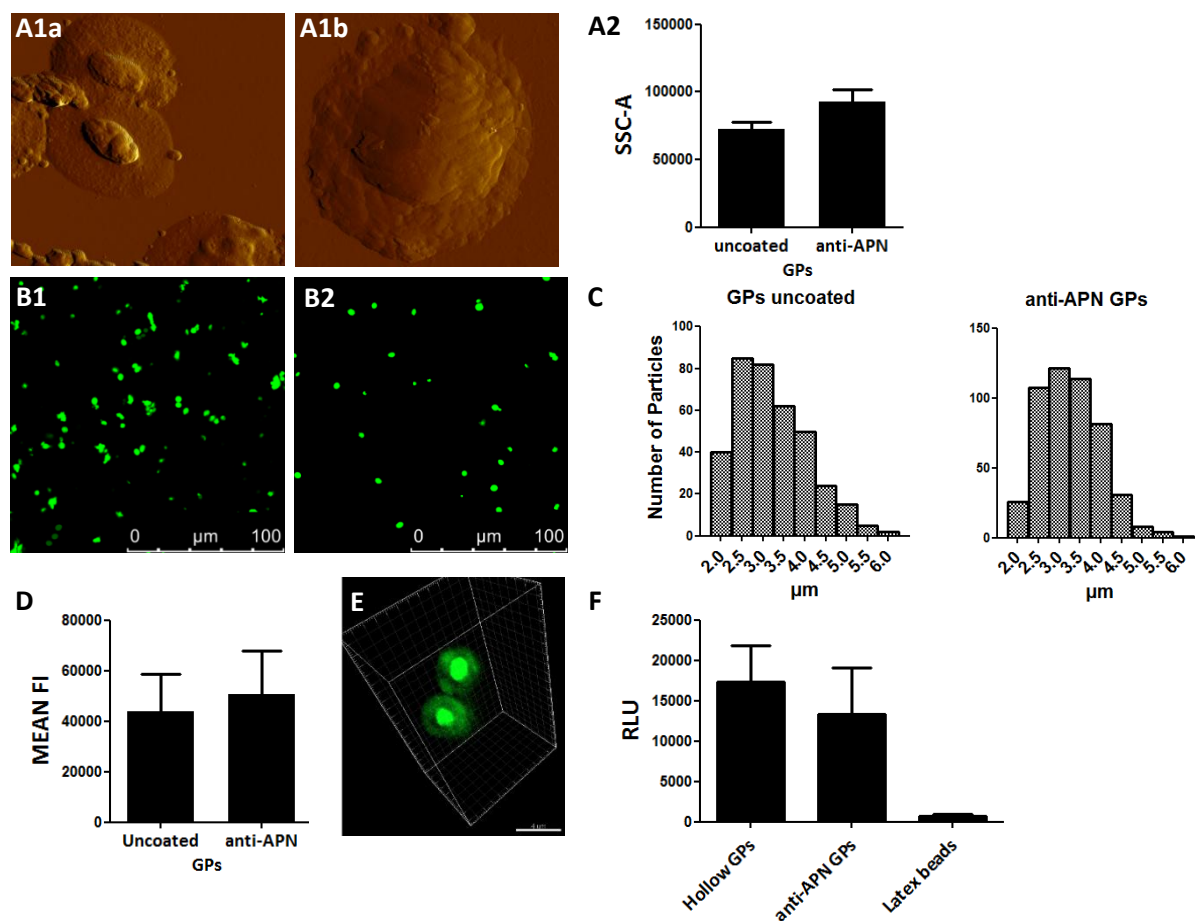 A1a
A1b
A2
SSC-A
150000
100000
50000
0
uncoated
anti-APN
GPs
B1
0 µm 100
B2
0 µm 100
C
GPs uncoated
Number of Particles
100
80
60
40
20
0
2.0 2.5 3.0 3.5 4.0 4.5 5.0 5.5 6.0
µm
anti-APN GPs
150
100
50
0
2.0 2.5 3.0 3.5 4.0 4.5 5.0 5.5 6.0
µm
D
MEAN FI
80000
60000
40000
20000
0
Uncoated
anti-APN
GPs
E
4 µm
F
RLU
25000
20000
15000
10000
5000
0
Hollow GPs
anti-APN GPs
Latex beads